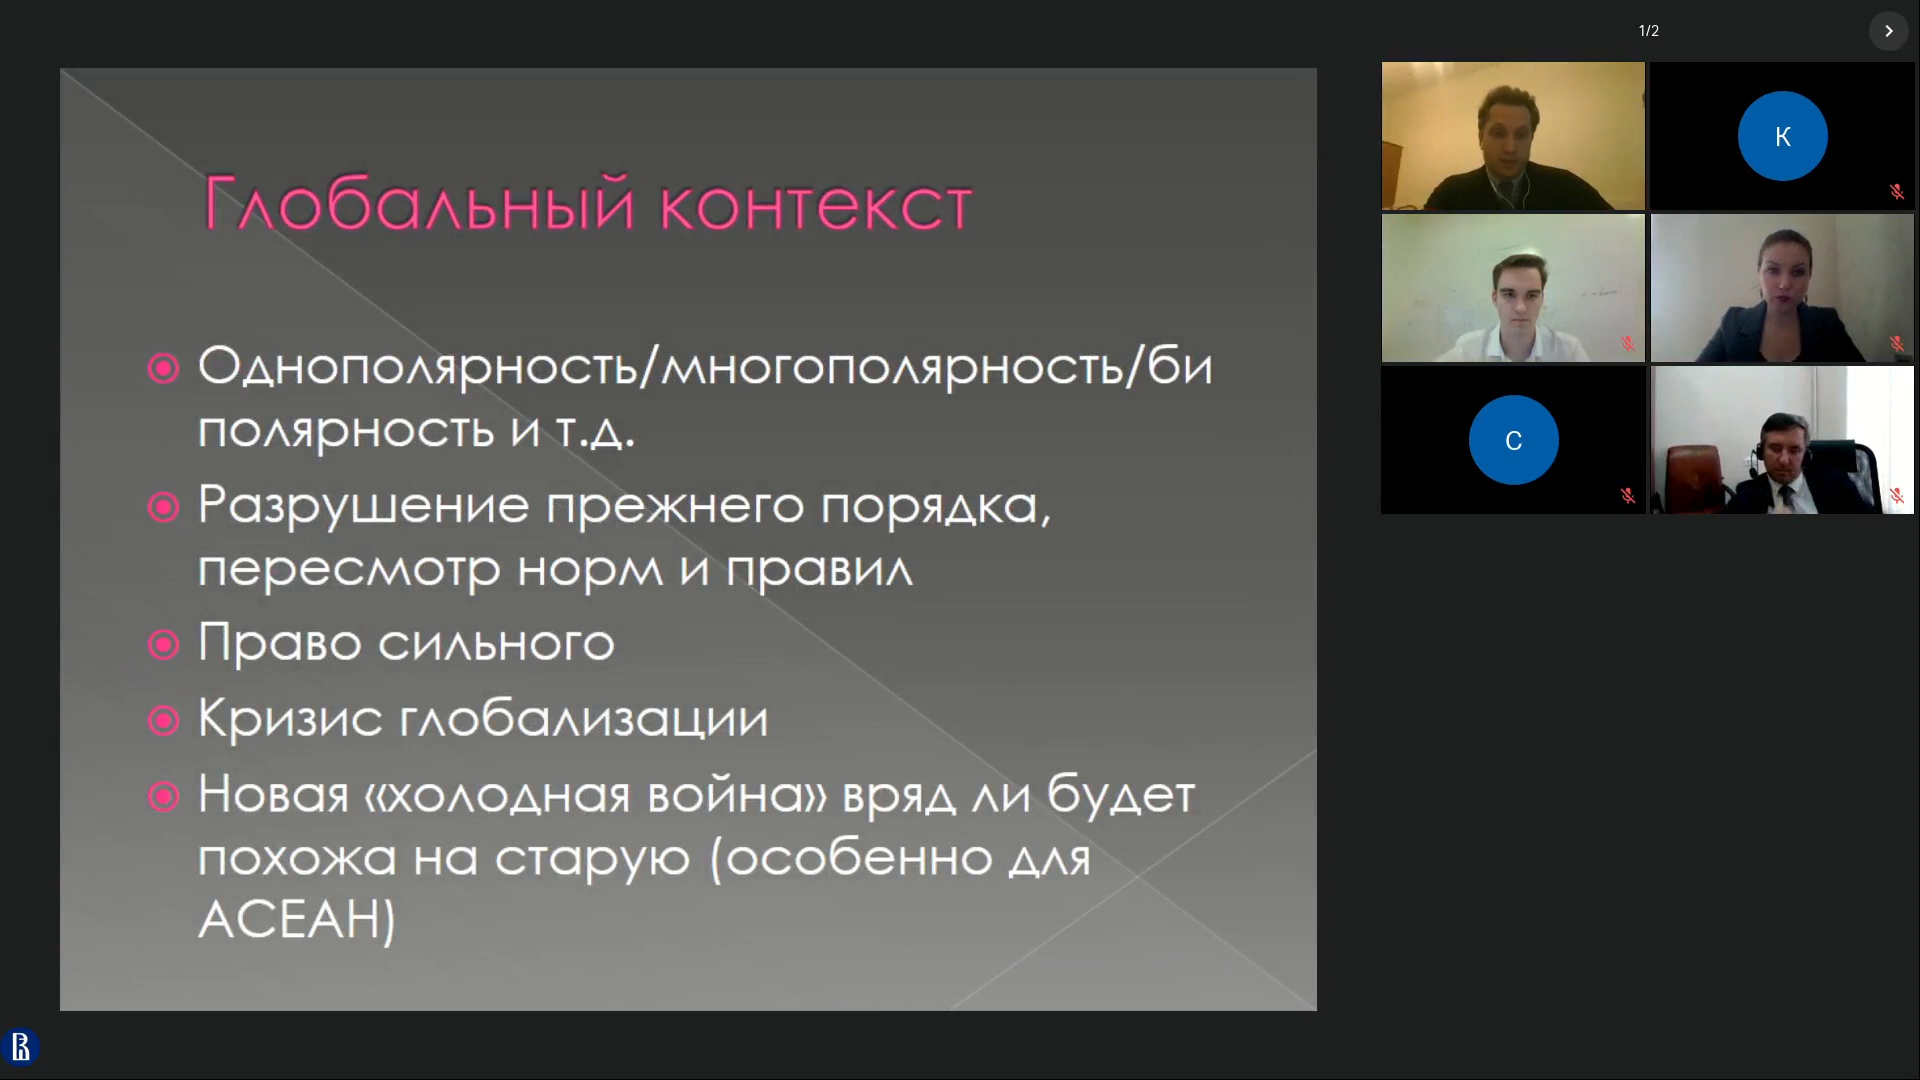 1/2
Глобальный контекст
Однополярность/многополярность/би
полярность и т.д.
Разрушение прежнего порядка,
пересмотр норм и правил
Право сильного
Кризис глобализации
Новая «холодная война» вряд ли будет
похожа на старую (особенно для
АСЕАН)
К
С